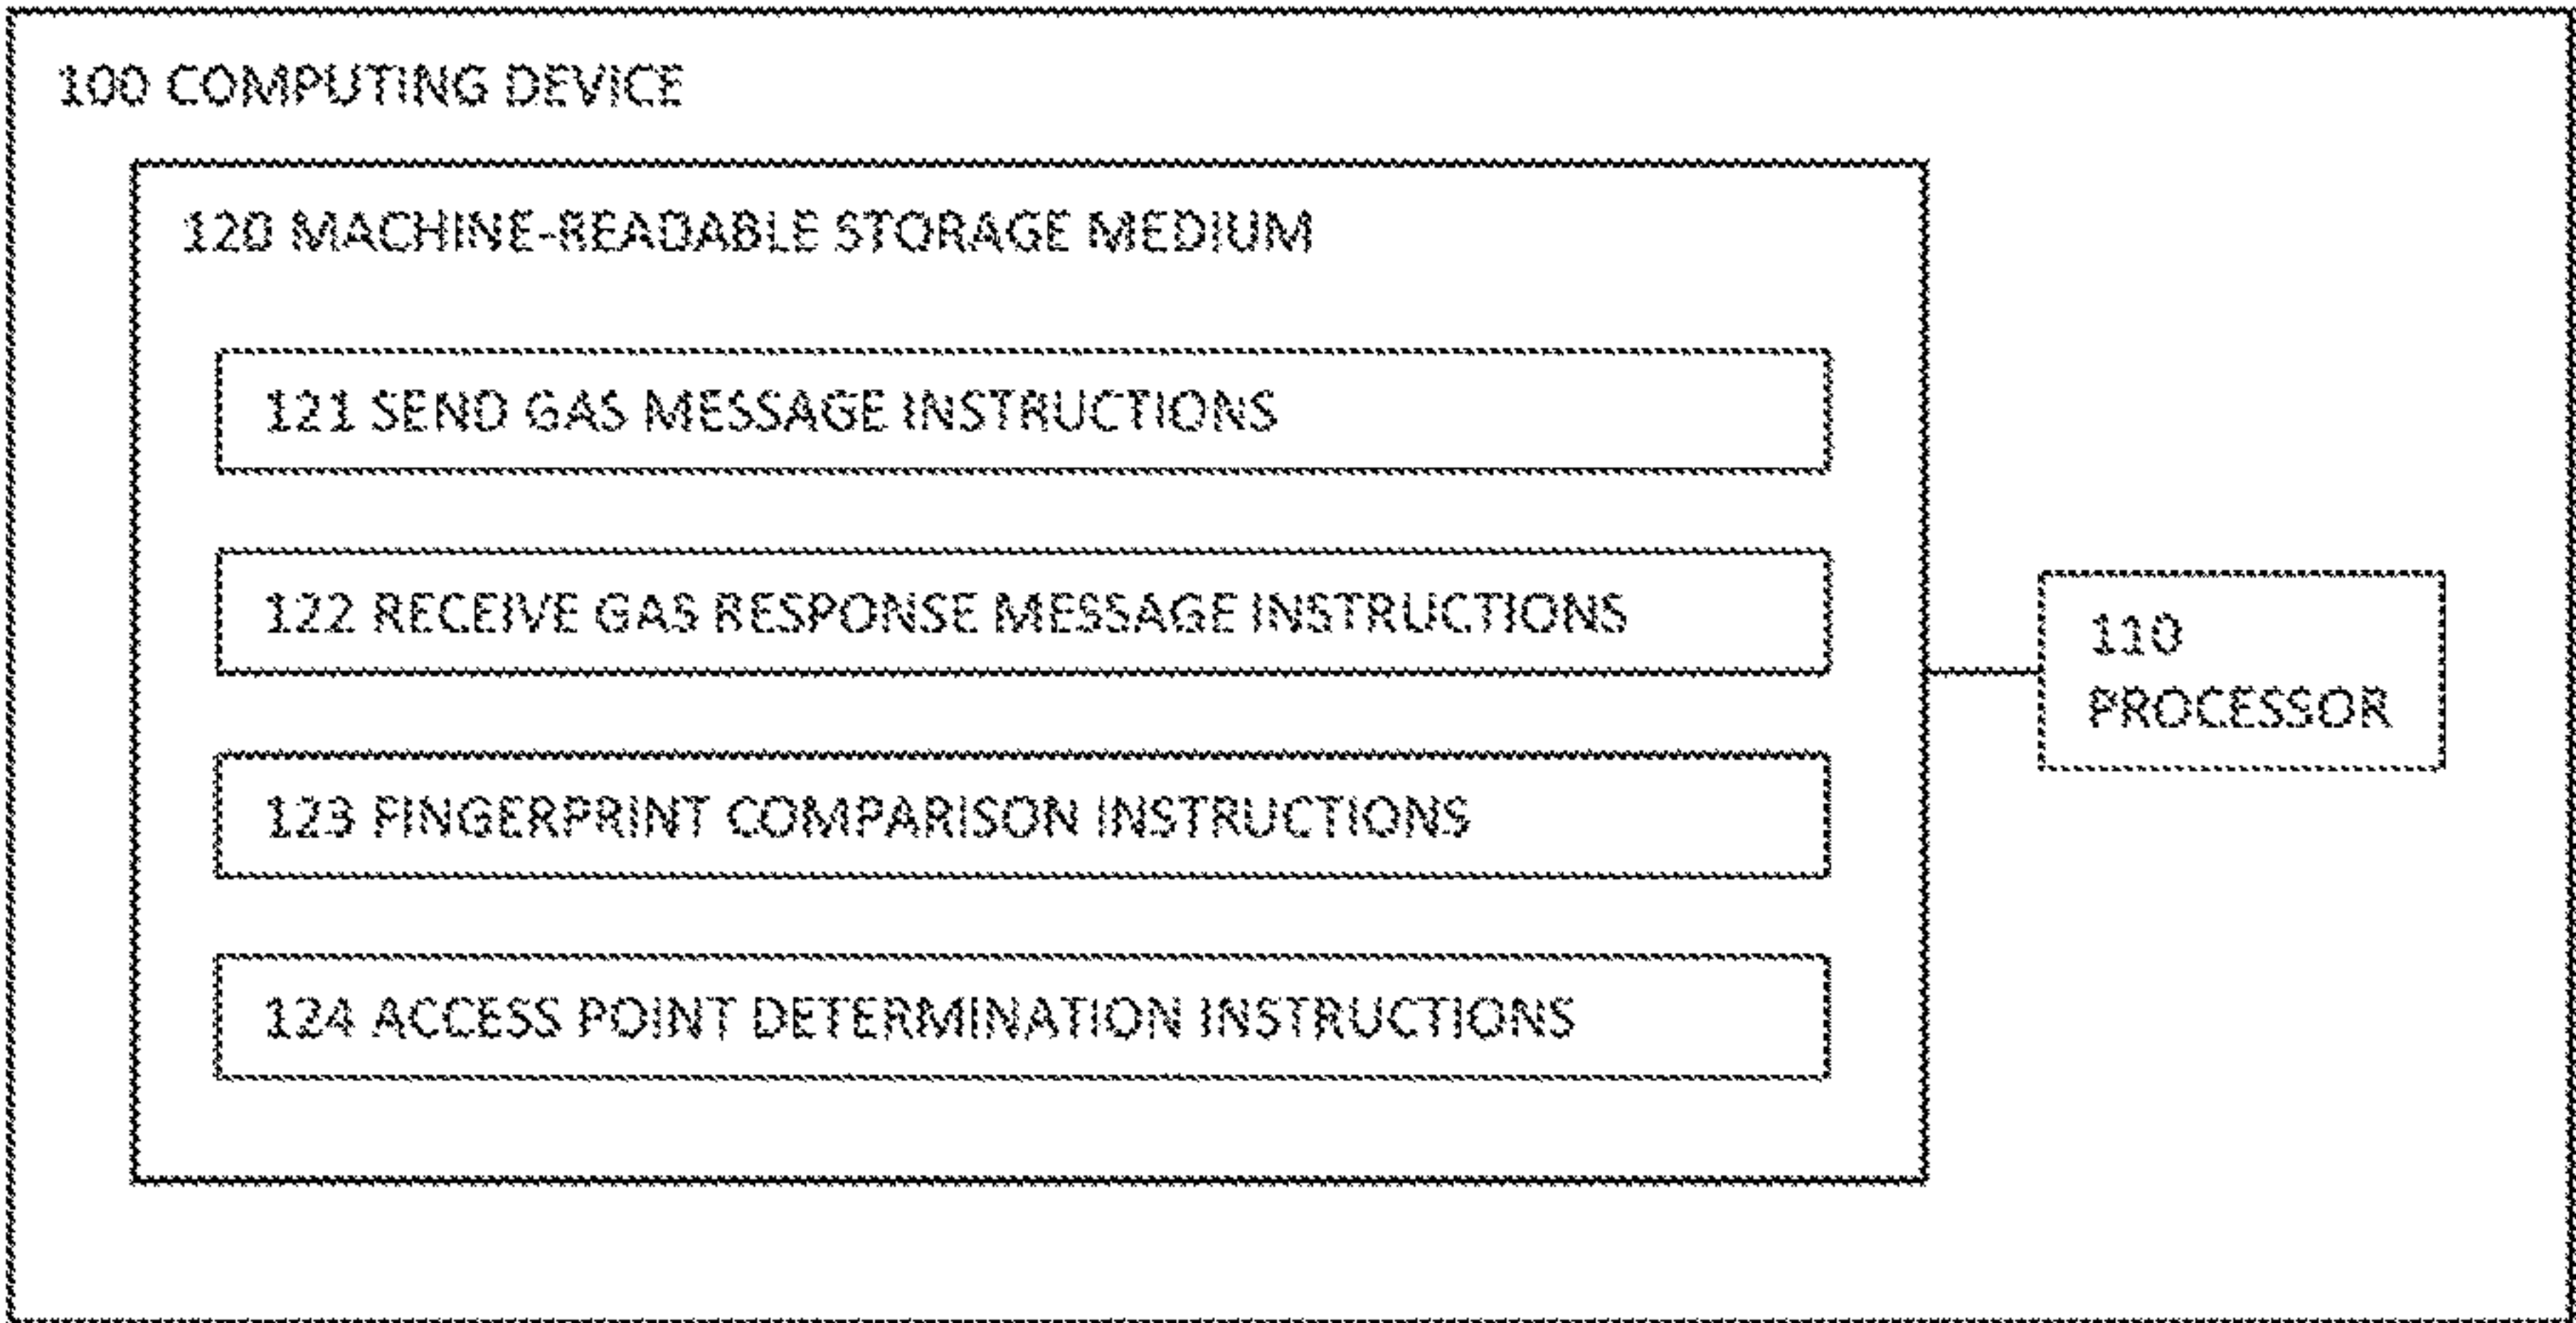 100 COMPUTING DEVICE
120 MACHINE-READABLE STORAGE MEDIUM
121 SEND GAS MESSAGE INSTRUCTIONS
122 RECEIVE GAS RESPONSE MESSAGE INSTRUCTIONS
123 FINGERPRINT COMPARISON INSTRUCTIONS
124 ACCESS POINT DETERMINATION INSTRUCTIONS
110
PROCESSOR